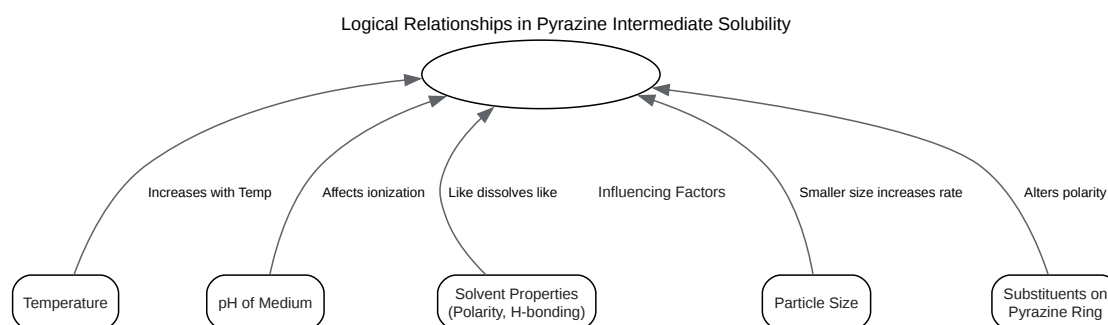 Logical Relationships in Pyrazine Intermediate Solubility
Increases with Temp
Affects ionization
Like dissolves like
Influencing Factors
Smaller size increases rate
Alters polarity
Temperature
pH of Medium
Solvent Properties
(Polarity, H-bonding)
Particle Size
Substituents on
Pyrazine Ring